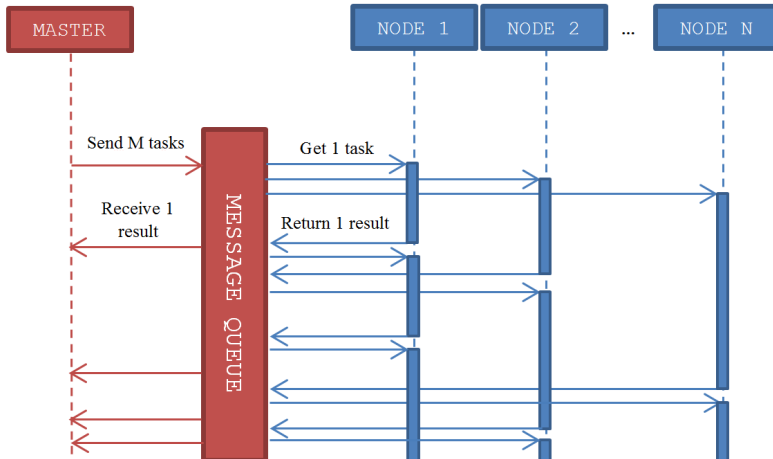 MASTER
NODE 1
NODE 2
...
NODE N
Send M tasks
Get 1 task
MESSAGE QUEUE
Receive 1
result
Return 1 result